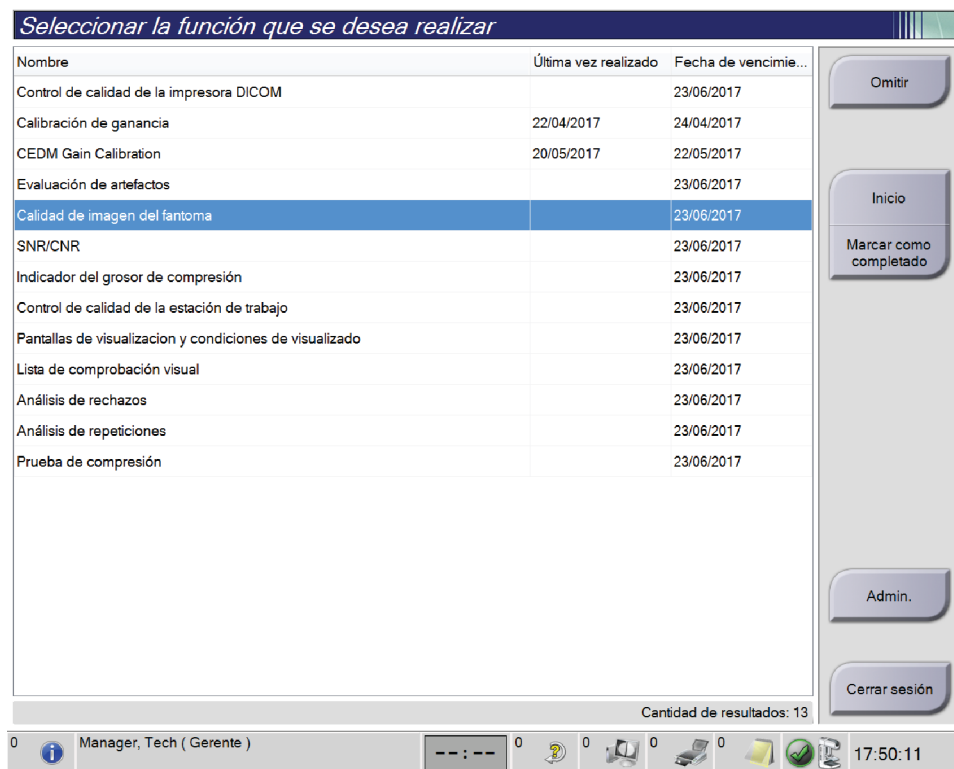 Seleccionar la función que se desea realizar
Nombre Última vez realizado Fecha de vencimie...
Control de calidad de la impresora DICOM 23/06/2017
Calibración de ganancia 22/04/2017 24/04/2017
CEDM Gain Calibration 20/05/2017 22/05/2017
Evaluación de artefactos 23/06/2017
Calidad de imagen del fantoma 23/06/2017
SNR/CNR 23/06/2017
Indicador del grosor de compresión 23/06/2017
Control de calidad de la estación de trabajo 23/06/2017
Pantallas de visualizacion y condiciones de visualizado 23/06/2017
Lista de comprobación visual 23/06/2017
Análisis de rechazos 23/06/2017
Análisis de repeticiones 23/06/2017
Prueba de compresión 23/06/2017
Cantidad de resultados: 13
Omitir
Inicio
Marcar como
completado
Admin.
Cerrar sesión
0 Manager, Tech ( Gerente ) --:-- 0 0 0 0 17:50:11